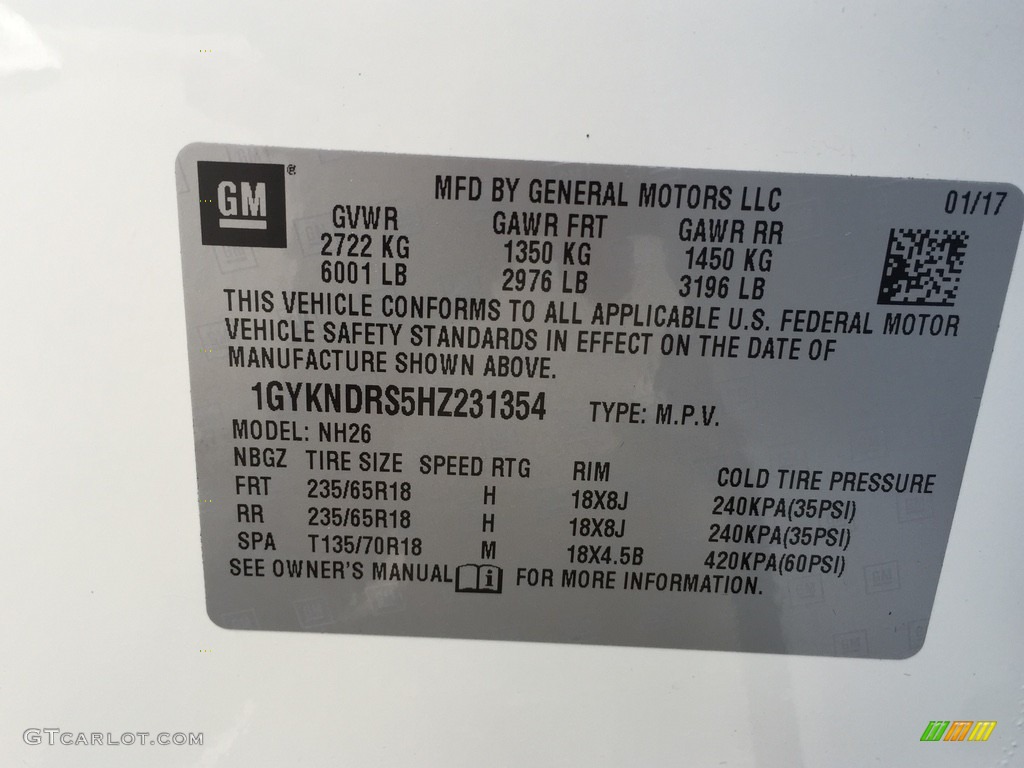 GM
MFD BY GENERAL MOTORS LLC 01/17
GVWR GAWR FRT GAWR RR
2722 KG 1350 KG 1450 KG
6001 LB 2976 LB 3196 LB
THIS VEHICLE CONFORMS TO ALL APPLICABLE U.S. FEDERAL MOTOR
VEHICLE SAFETY STANDARDS IN EFFECT ON THE DATE OF
MANUFACTURE SHOWN ABOVE.
1GYKNDRS5HZ231354 TYPE: M.P.V.
MODEL: NH26
NBGZ TIRE SIZE SPEED RTG RIM COLD TIRE PRESSURE
FRT 235/65R18 H 18X8J 240KPA(35PSI)
RR 235/65R18 H 18X8J 240KPA(35PSI)
SPA T135/70R18 M 18X4.5B 420KPA(60PSI)
SEE OWNER'S MANUAL FOR MORE INFORMATION.
GTCARLOT.COM